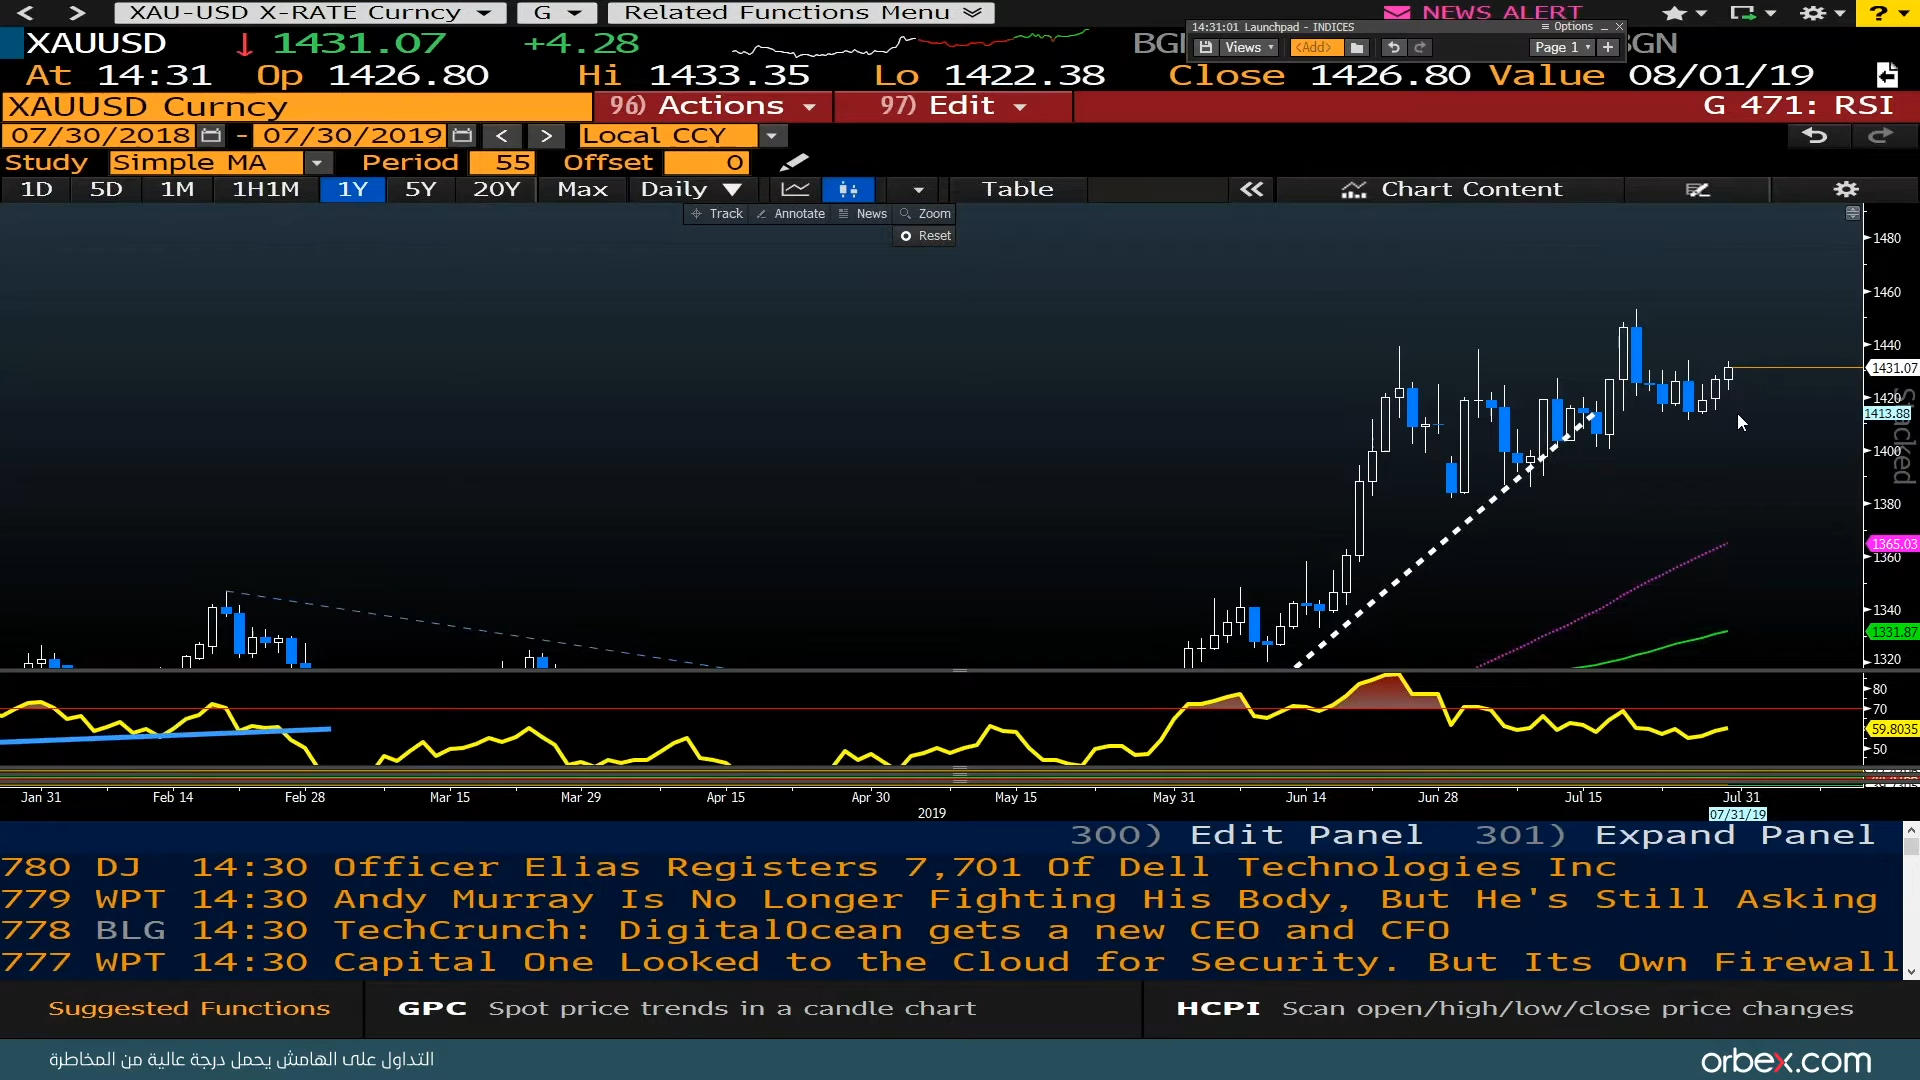 XAU-USD X-RATE Curncy G Related Functions Menu NEWS ALERT ?
14:31:01 Launchpad - INDICES Options
XAUUSD 1431.07 +4.28 BG GN
Views <Add> Page 1 +
At 14:31 Op 1426.80 Hi 1433.35 Lo 1422.38 Close 1426.80 Value 08/01/19
XAUUSD Curncy 96) Actions 97) Edit G 471: RSI
07/30/2018 - 07/30/2019 < > Local CCY
Study Simple MA Period 55 Offset 0
1D 5D 1M 1H1M 1Y 5Y 20Y Max Daily Table Chart Content
Track Annotate News Zoom
Reset
1480
1460
1440
1431.07
1420
1413.88
Stacked
1400
1380
1365.03
1360
1340
1331.87
1320
80
70
59.8035
50
Jan 31 Feb 14 Feb 28 Mar 15 Mar 29 Apr 15 Apr 30 May 15 May 31 Jun 14 Jun 28 Jul 15 Jul 31
2019 07/31/19
300) Edit Panel 301) Expand Panel
780 DJ 14:30 Officer Elias Registers 7,701 Of Dell Technologies Inc
779 WPT 14:30 Andy Murray Is No Longer Fighting His Body, But He's Still Asking
778 BLG 14:30 TechCrunch: DigitalOcean gets a new CEO and CFO
777 WPT 14:30 Capital One Looked to the Cloud for Security. But Its Own Firewall
Suggested Functions GPC Spot price trends in a candle chart HCPI Scan open/high/low/close price changes
التداول على الهامش يحمل درجة عالية من المخاطرة
orbex.com